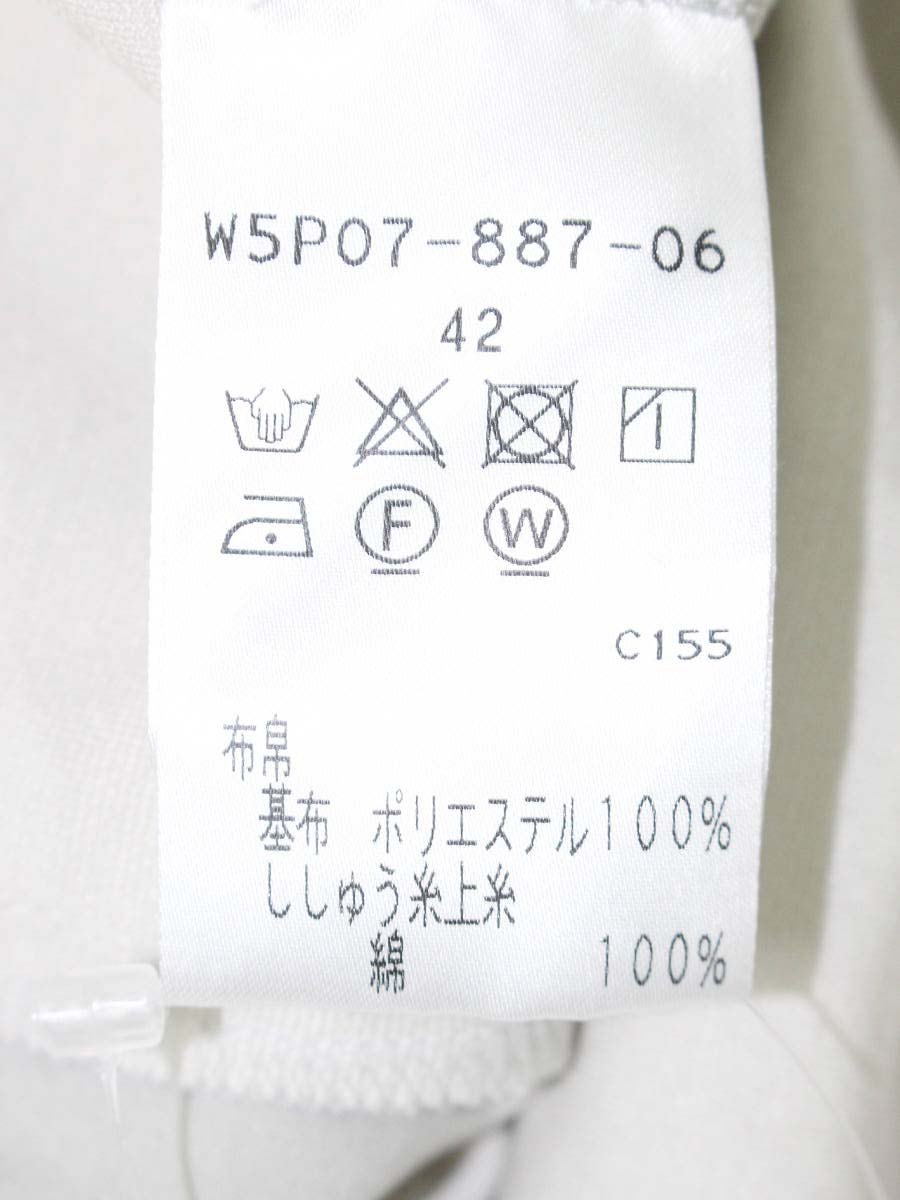 W5P07-887-06
42
F W
C155
布帛
基布 ポリエステル100%
ししゅう糸上糸
綿 100%